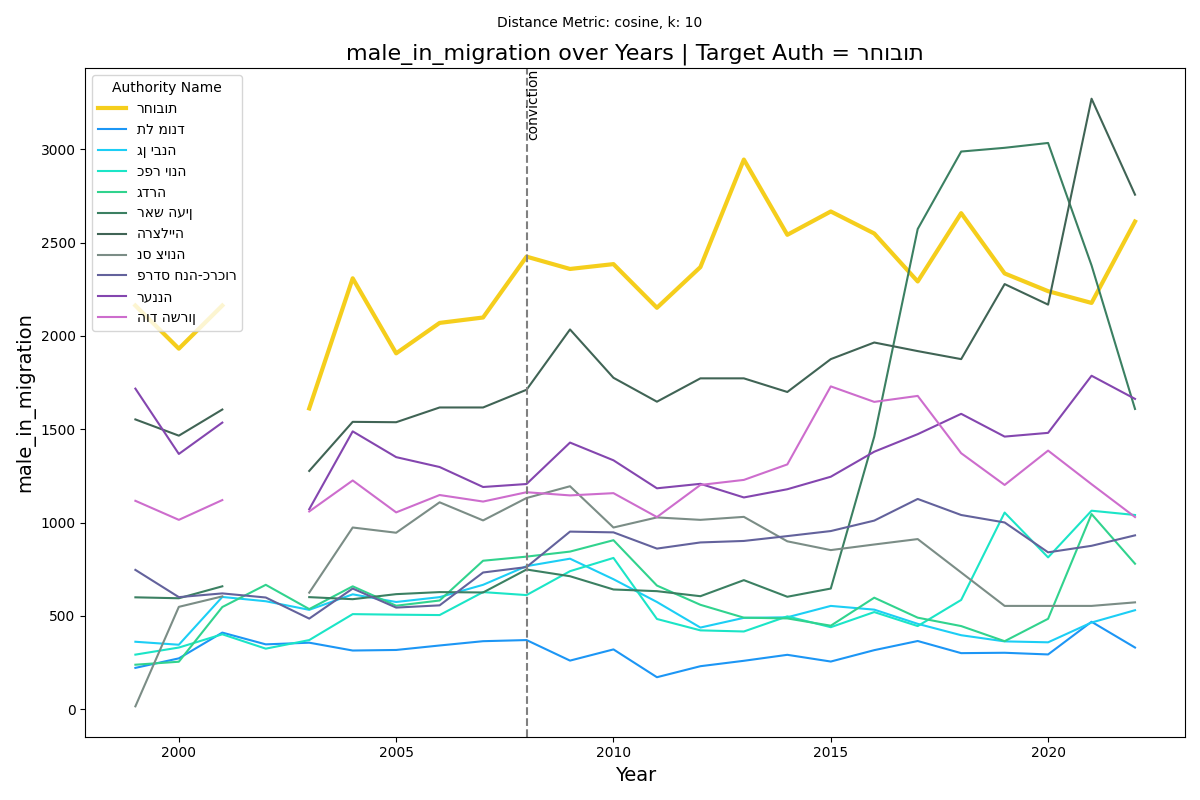 Distance Metric: cosine, k: 10
male_in_migration over Years | Target Auth = רחובות
conviction
Authority Name
רחובות
תל מונד
גן יבנה
כפר יונה
גדרה
ראש העין
הרצלייה
נס ציונה
פרדס חנה-כרכור
רעננה
הוד השרון
3000
2500
2000
1500
1000
500
0
male_in_migration
2000 2005 2010 2015 2020
Year